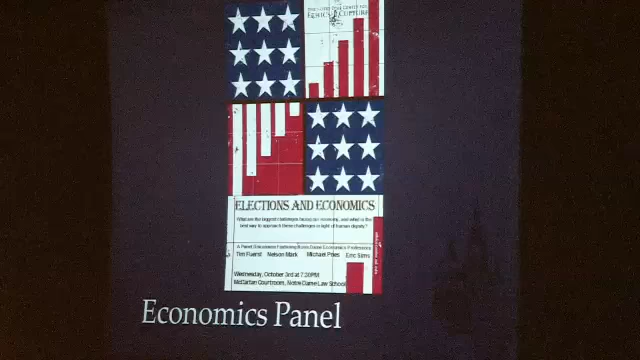 ETHICS & CULTURE
ELECTIONS AND ECONOMICS
What are the biggest challenges facing our economy, and what is the
best way to approach these challenges in light of human dignity?
A Panel Discussion Featuring Notre Dame Economics Professors
Tim Fuerst Nelson Mark Michael Pries Eric Sims
Wednesday, October 3rd at 7:30PM
McCartan Courtroom, Notre Dame Law School
Economics Panel